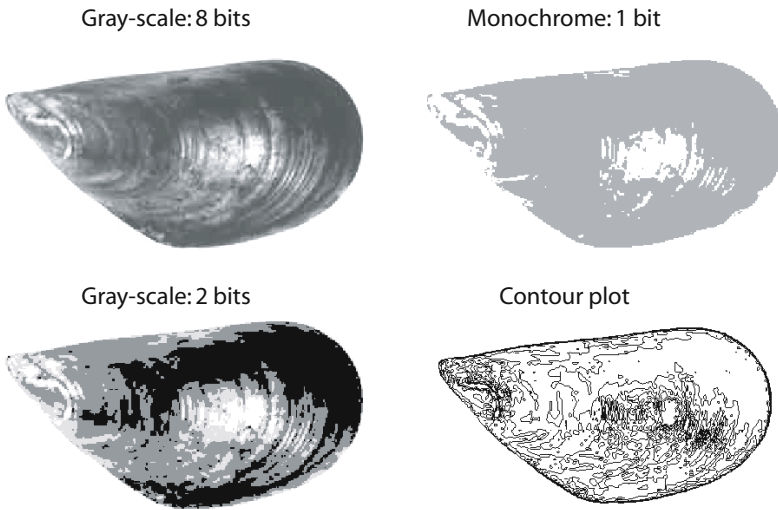 Gray-scale: 8 bits
Monochrome: 1 bit
Gray-scale: 2 bits
Contour plot